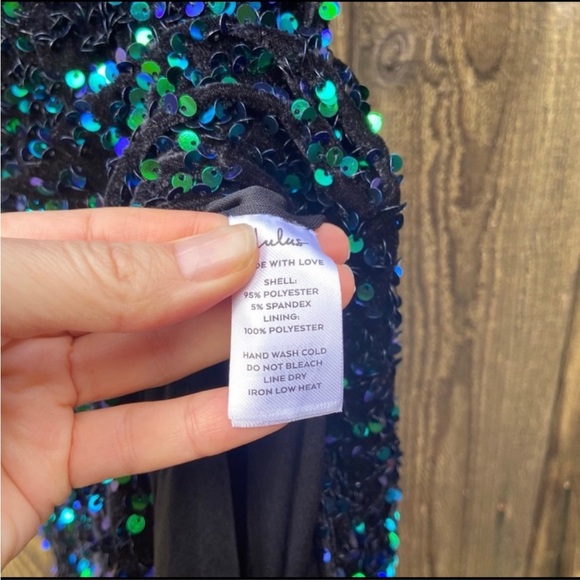 lulus
DE WITH LOVE
SHELL:
95% POLYESTER
5% SPANDEX
LINING:
100% POLYESTER
HAND WASH COLD
DO NOT BLEACH
LINE DRY
IRON LOW HEAT